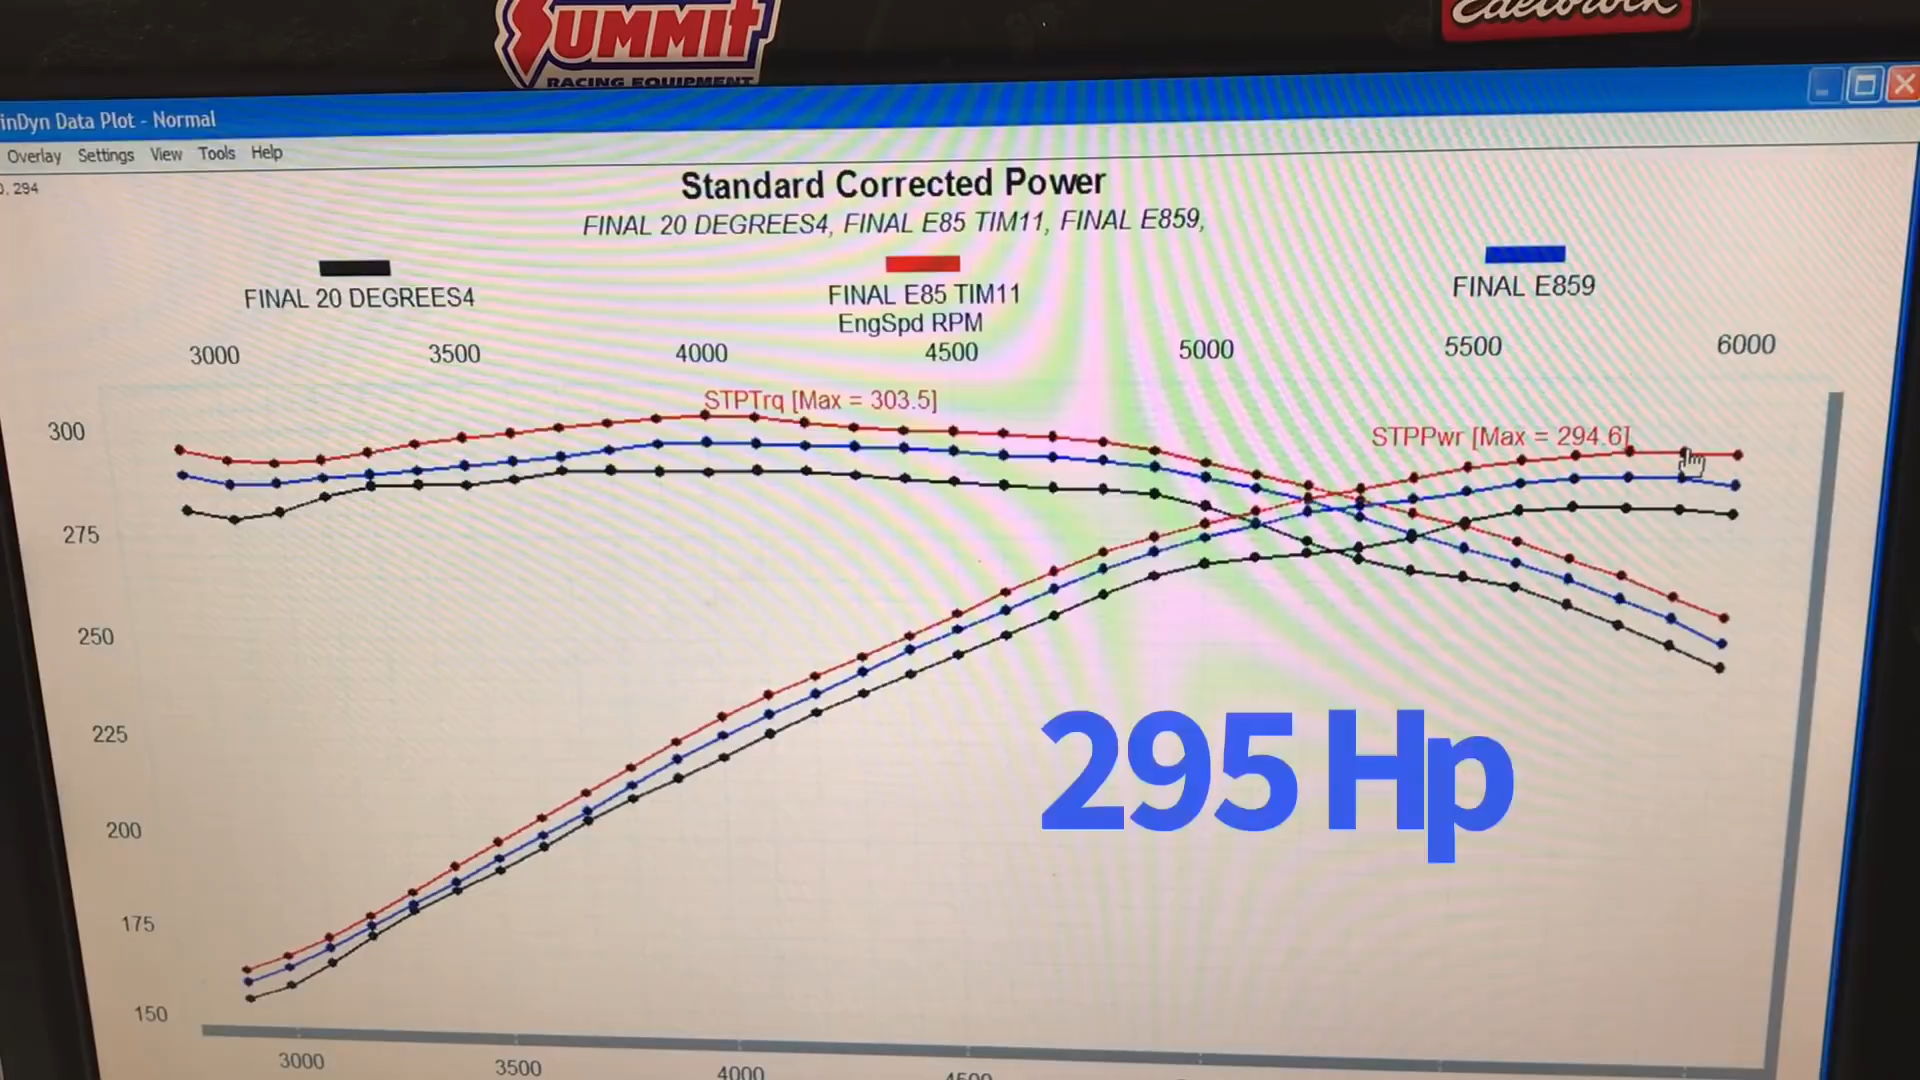 SUMMIT
RACING EQUIPMENT
Edelbrock
inDyn Data Plot - Normal
Overlay Settings View Tools Help
0, 294
Standard Corrected Power
FINAL 20 DEGREES4, FINAL E85 TIM11, FINAL E859,
FINAL 20 DEGREES4
FINAL E85 TIM11
FINAL E859
EngSpd RPM
3000 3500 4000 4500 5000 5500 6000
STPTrq [Max = 303.5]
STPPwr [Max = 294.6]
300
275
250
225
200
175
150
295 Hp
3000 3500 4000 4500